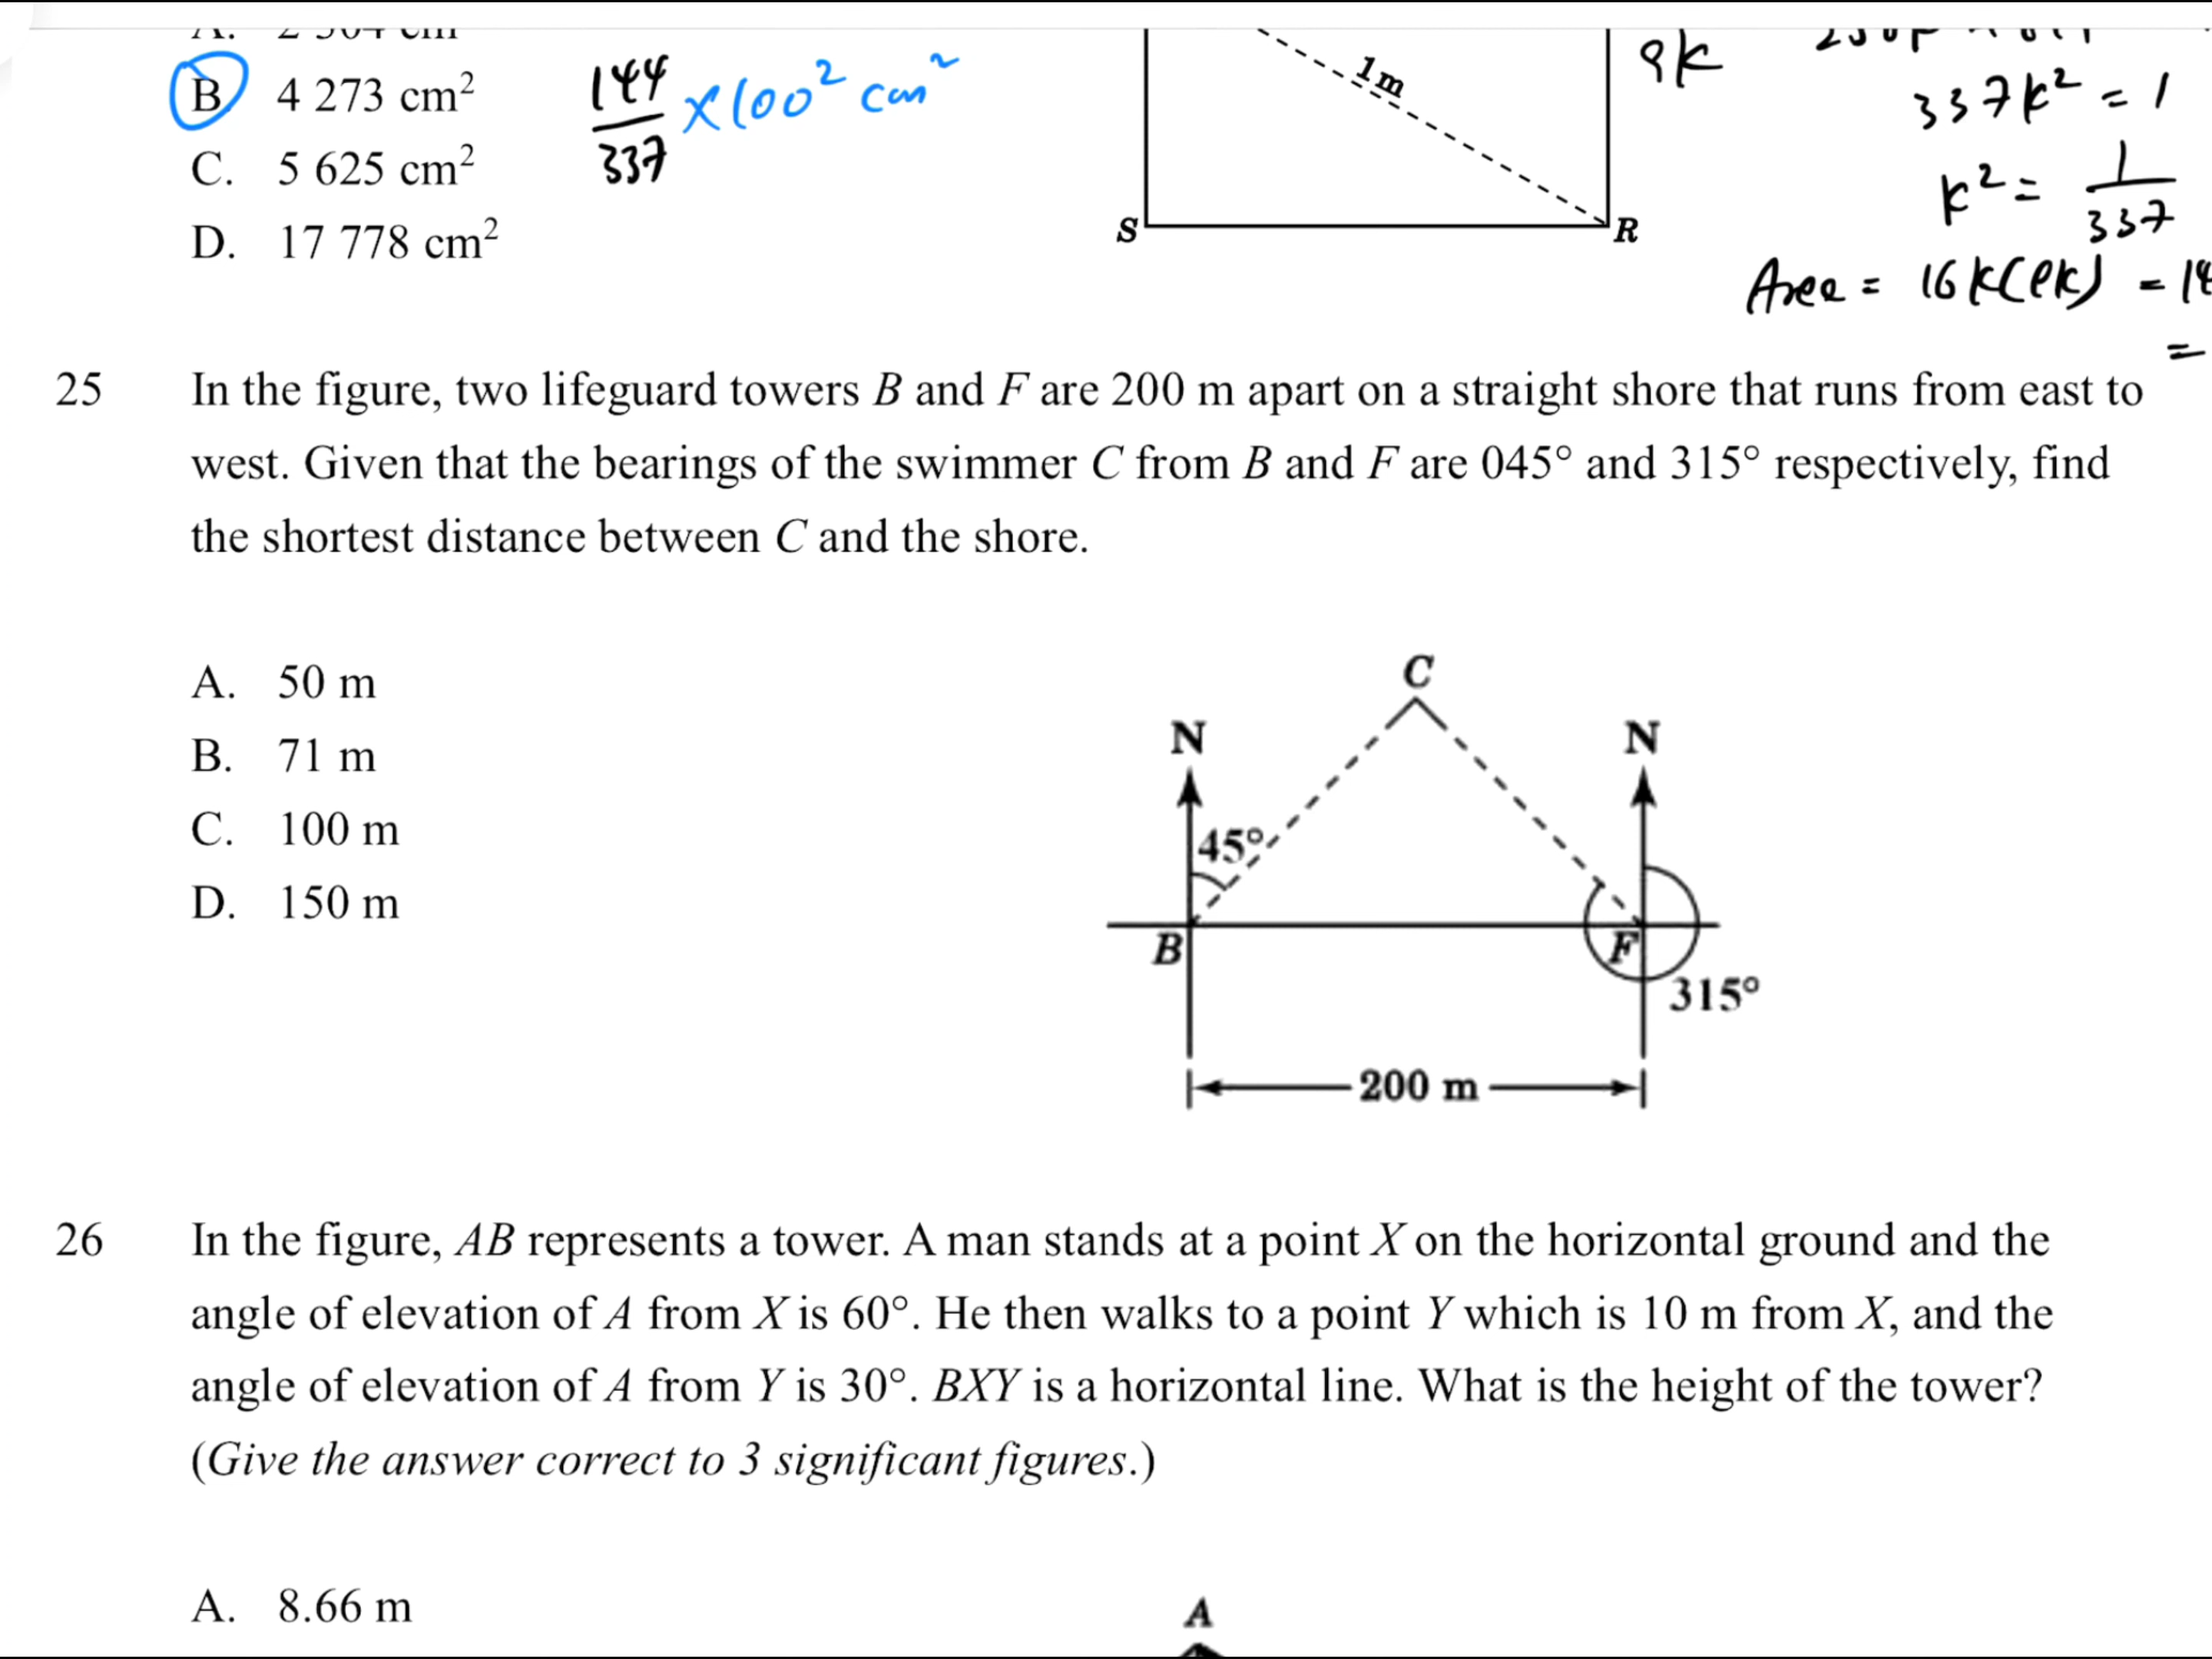 B 4 273 cm²
144/337 × 100² cm²
C. 5 625 cm²
D. 17 778 cm²
1 m
9k
S
R
337k² = 1
k² = 1/337
Area = 16k(9k) = 14
=
25 In the figure, two lifeguard towers B and F are 200 m apart on a straight shore that runs from east to
west. Given that the bearings of the swimmer C from B and F are 045° and 315° respectively, find
the shortest distance between C and the shore.
A. 50 m
B. 71 m
C. 100 m
D. 150 m
C
N
N
45°
B
F
315°
200 m
26 In the figure, AB represents a tower. A man stands at a point X on the horizontal ground and the
angle of elevation of A from X is 60°. He then walks to a point Y which is 10 m from X, and the
angle of elevation of A from Y is 30°. BXY is a horizontal line. What is the height of the tower?
(Give the answer correct to 3 significant figures.)
A. 8.66 m
A